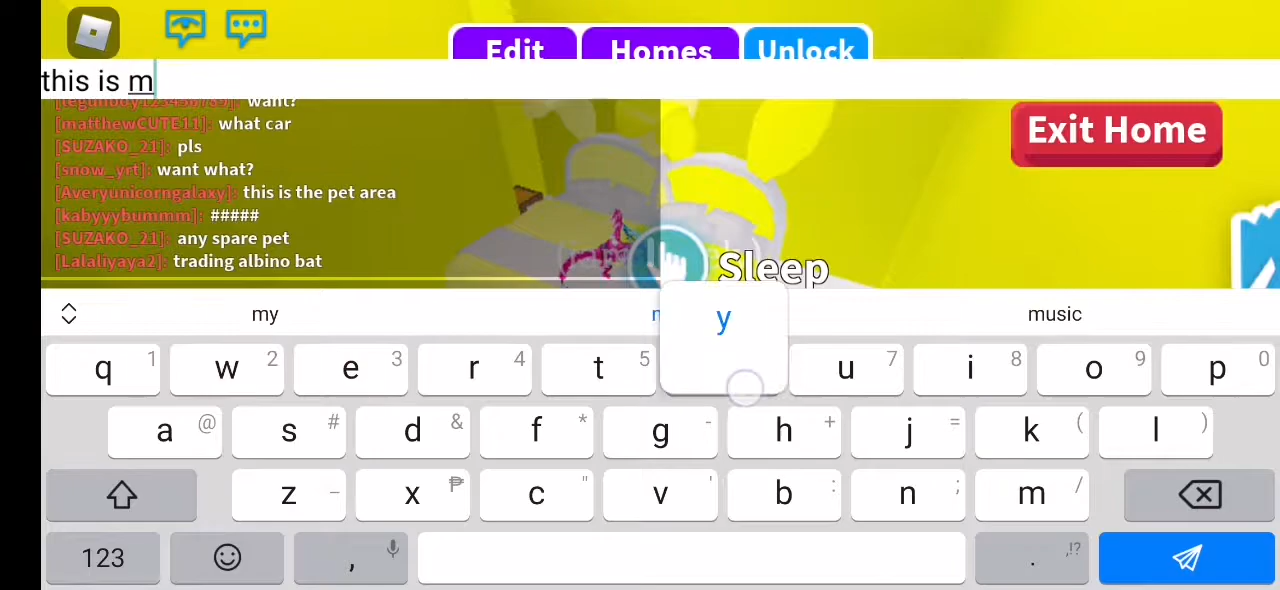 Edit Homes Unlock
this is m
[legunboy123456785]: want?
[matthewCUTE11]: what car
[SUZAKO_21]: pls
[snow_yrt]: want what?
[Averyunicorngalaxy]: this is the pet area
[kabyyybummm]: #####
[SUZAKO_21]: any spare pet
[Lalaliyaya2]: trading albino bat
Exit Home
Sleep
my music
y
q 1 w 2 e 3 r 4 t 5 u 7 i 8 o 9 p 0
a @ s # d & f * g - h + j = k ( l )
z _ x ₱ c " v ' b : n ; m /
123 , . ,!?